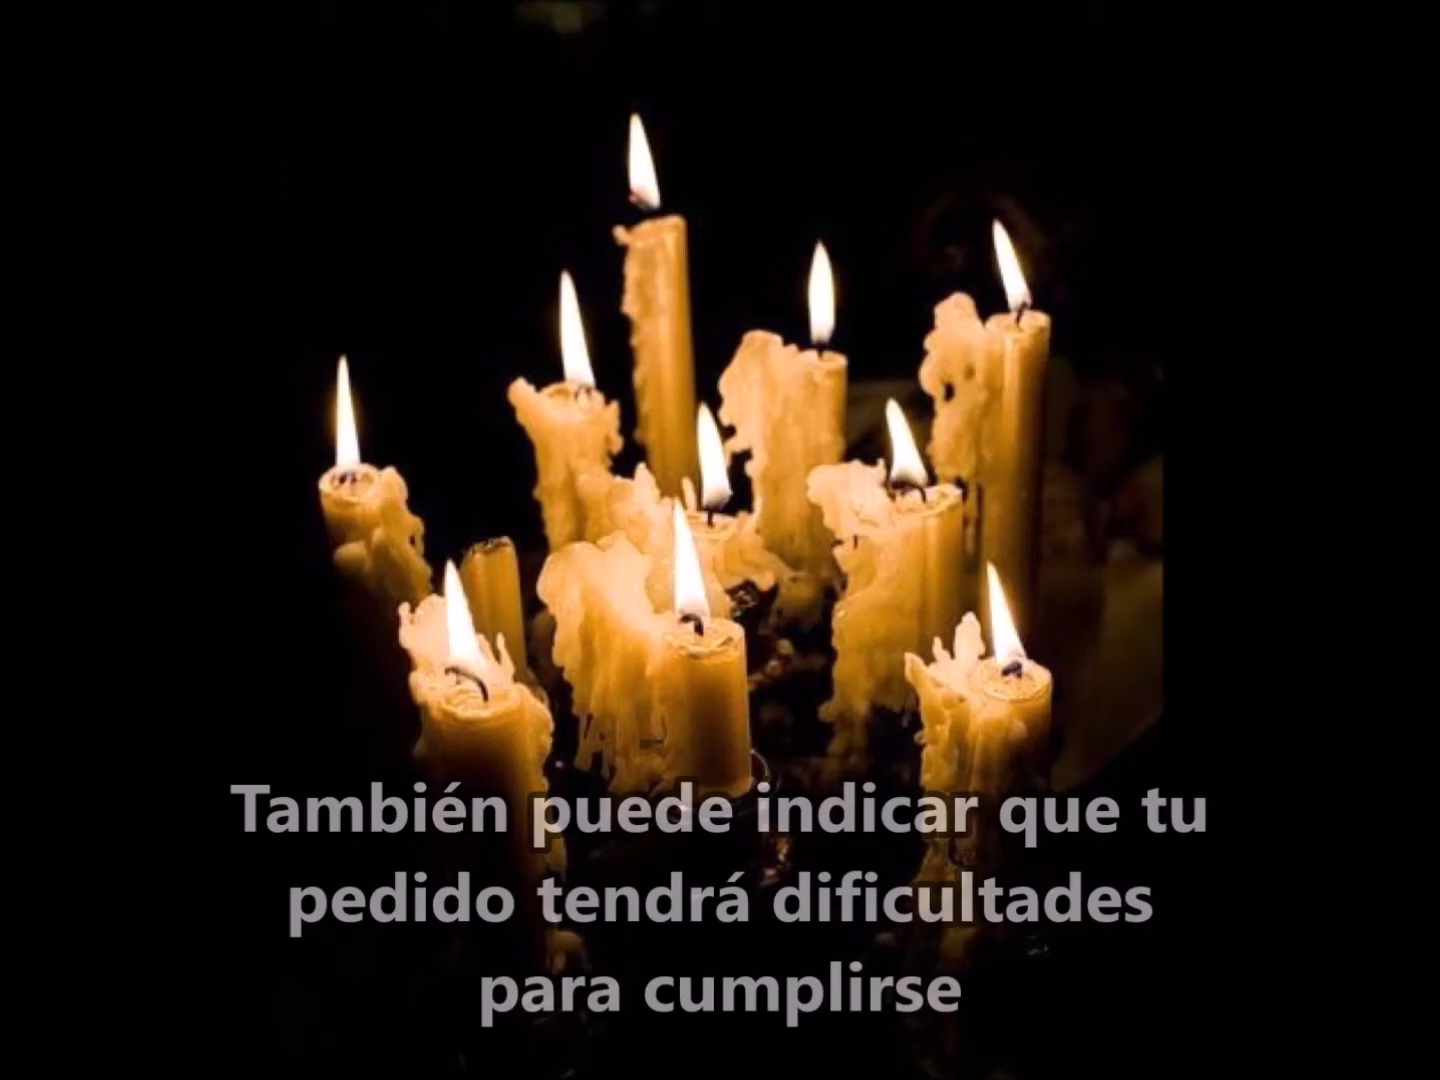 También puede indicar que tu
pedido tendrá dificultades
para cumplirse